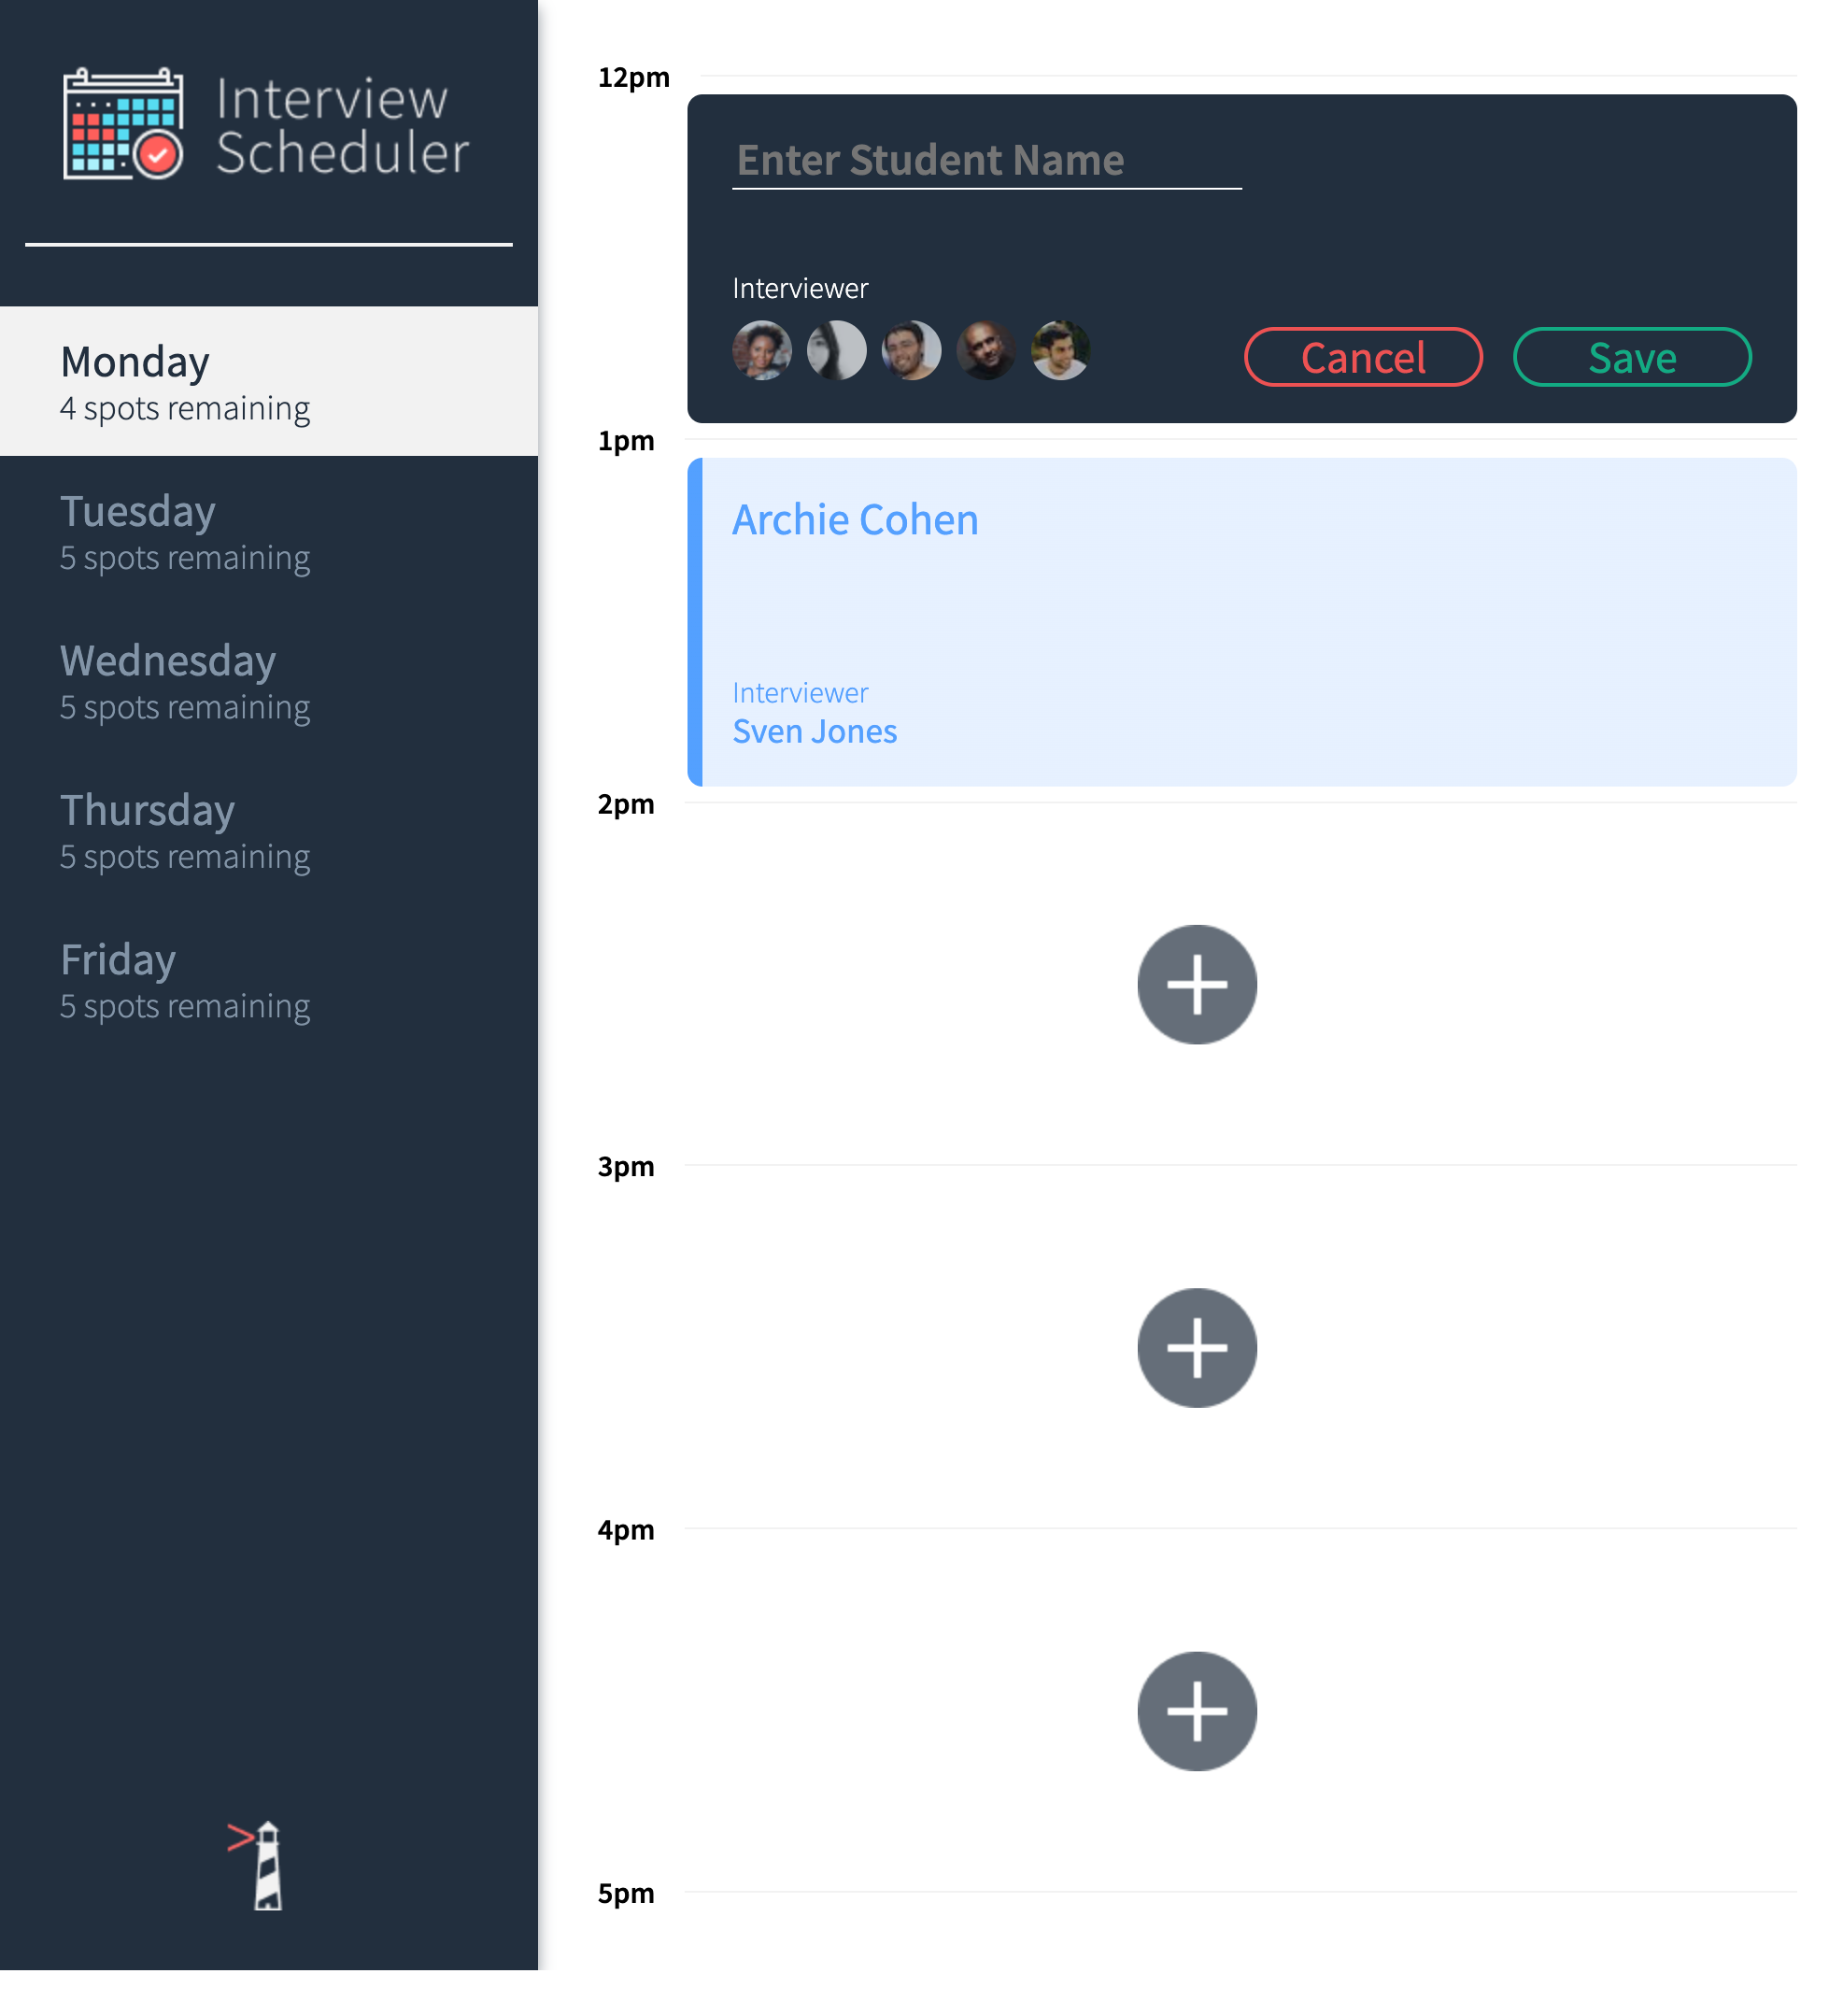 Interview
Scheduler
Monday
4 spots remaining
Tuesday
5 spots remaining
Wednesday
5 spots remaining
Thursday
5 spots remaining
Friday
5 spots remaining
12pm
Enter Student Name
Interviewer
Cancel
Save
1pm
Archie Cohen
Interviewer
Sven Jones
2pm
3pm
4pm
5pm